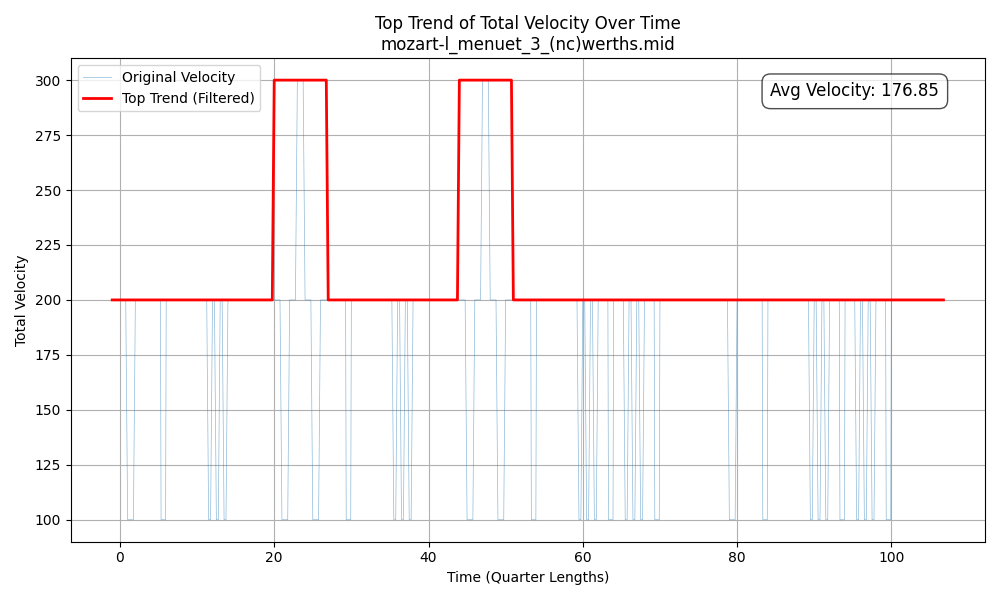 Top Trend of Total Velocity Over Time
mozart-l_menuet_3_(nc)werths.mid
Original Velocity
Top Trend (Filtered)
Avg Velocity: 176.85
Total Velocity
300
275
250
225
200
175
150
125
100
0 20 40 60 80 100
Time (Quarter Lengths)